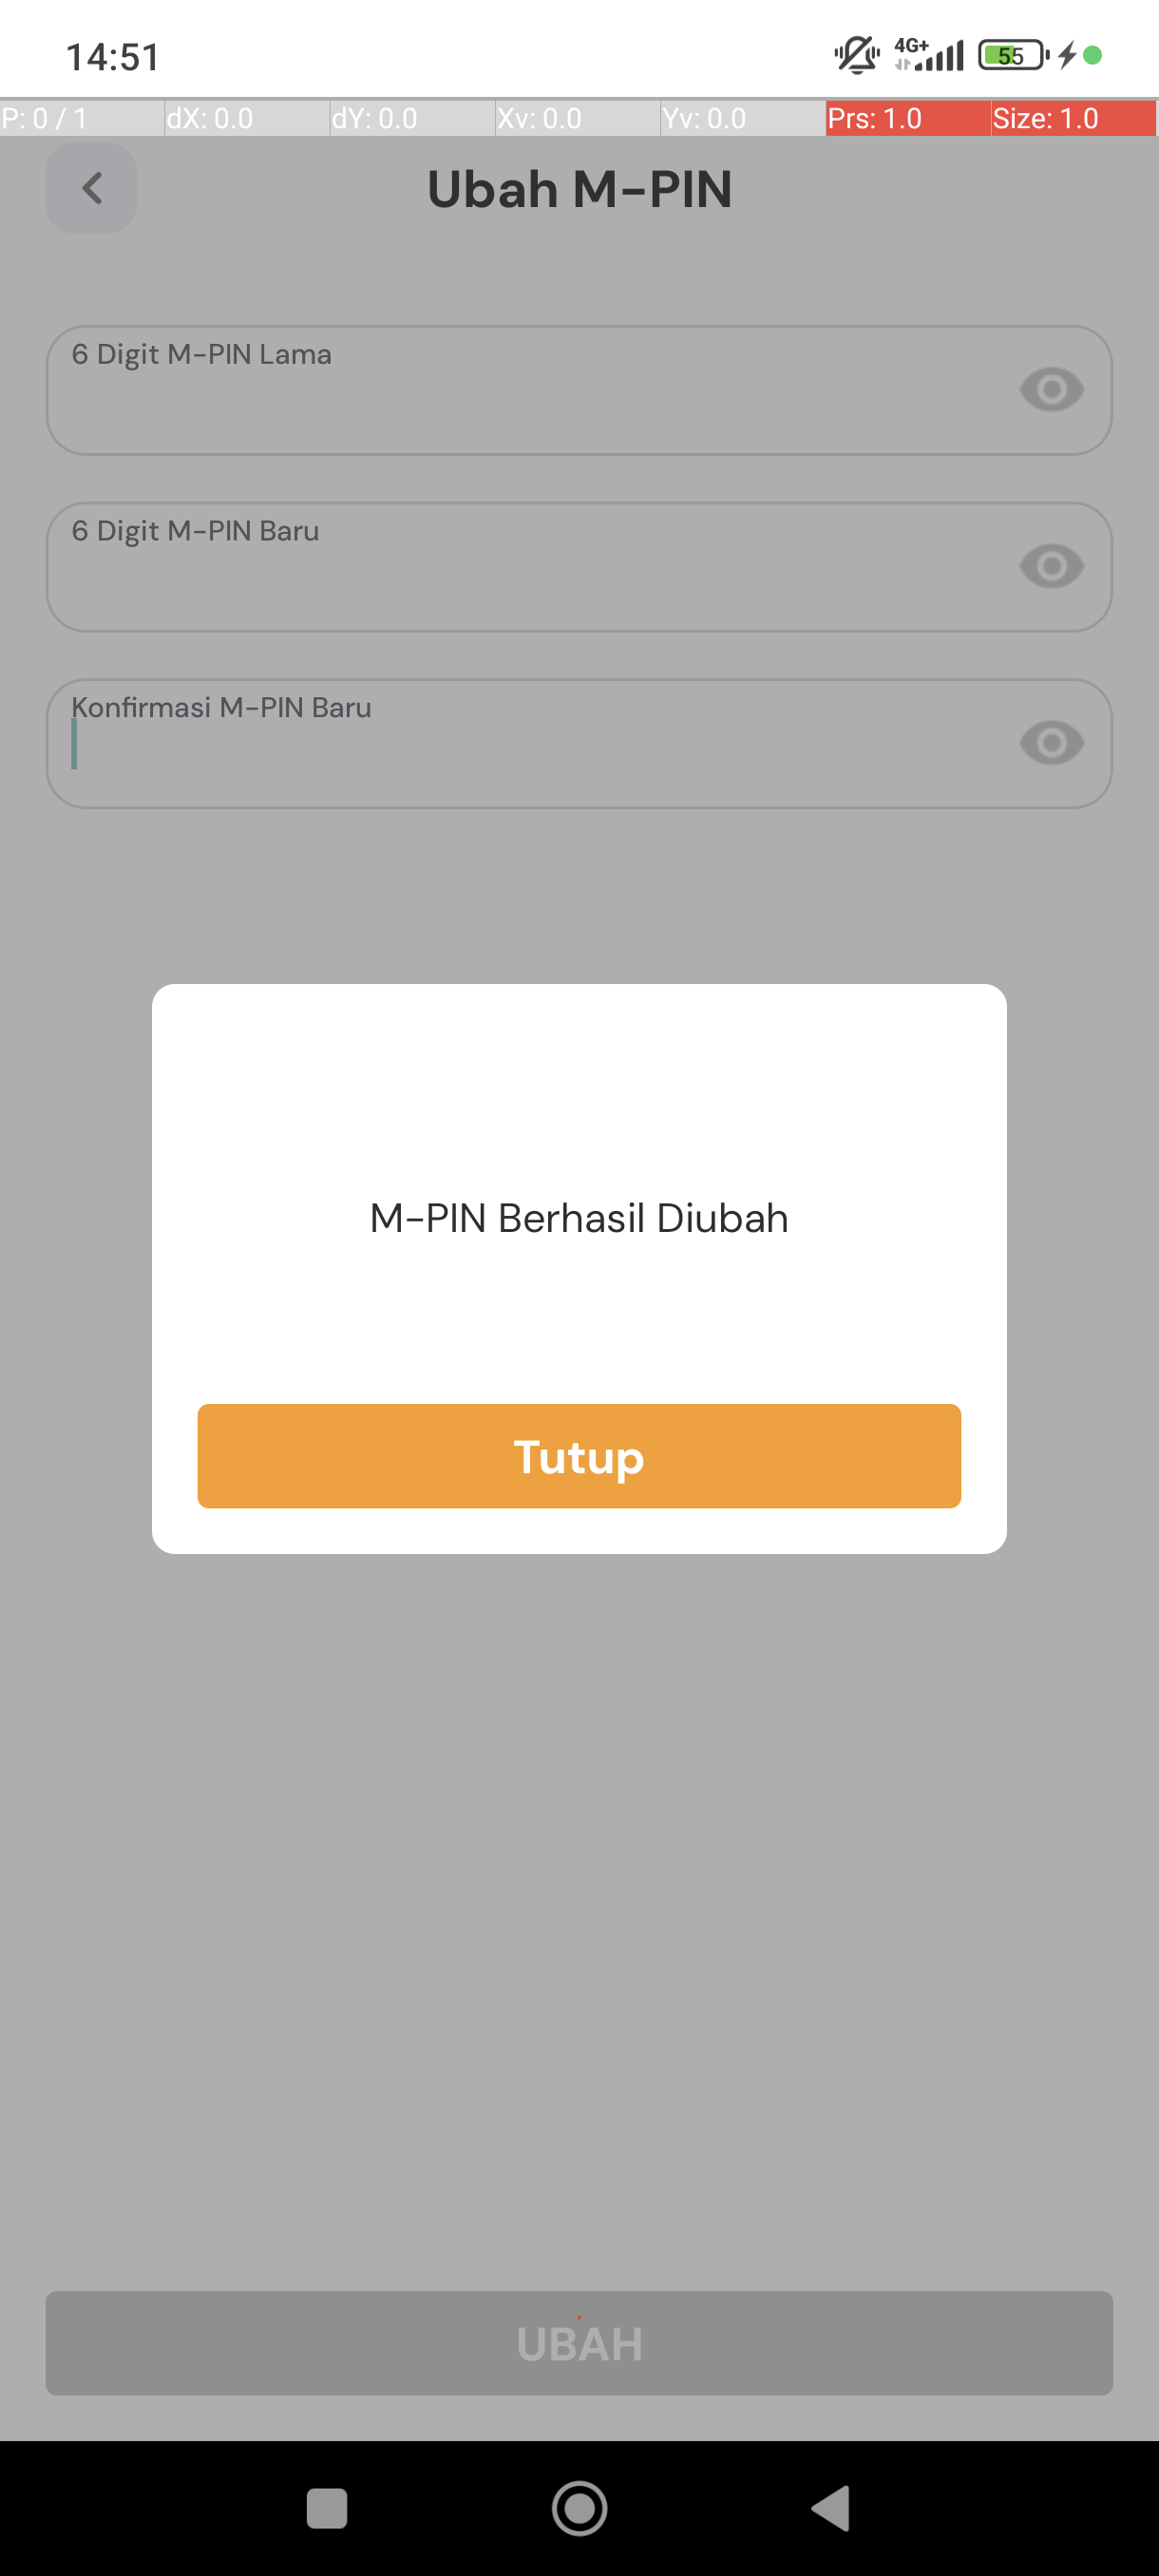 14:51
4G+
55
P: 0 / 1 dX: 0.0 dY: 0.0 Xv: 0.0 Yv: 0.0 Prs: 1.0 Size: 1.0
Ubah M-PIN
6 Digit M-PIN Lama
6 Digit M-PIN Baru
Konfirmasi M-PIN Baru
M-PIN Berhasil Diubah
Tutup
UBAH